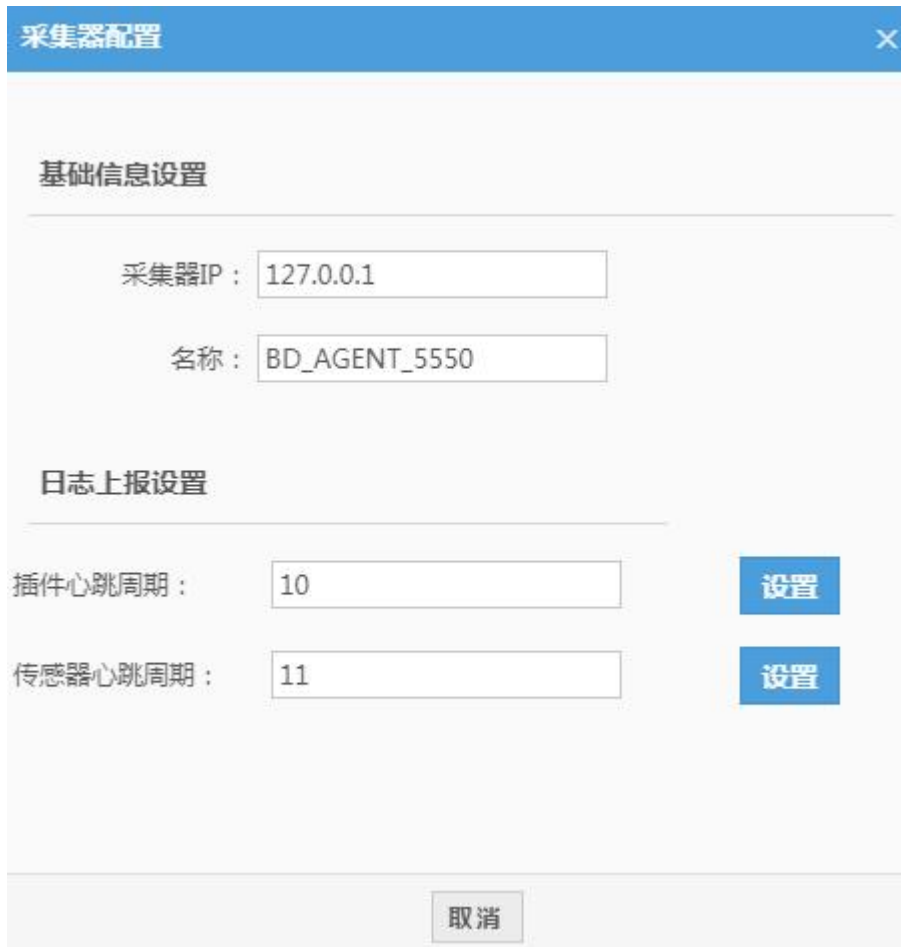 采集器配置
基础信息设置
采集器IP： 127.0.0.1
名称： BD_AGENT_5550
日志上报设置
插件心跳周期： 10 设置
传感器心跳周期： 11 设置
取消